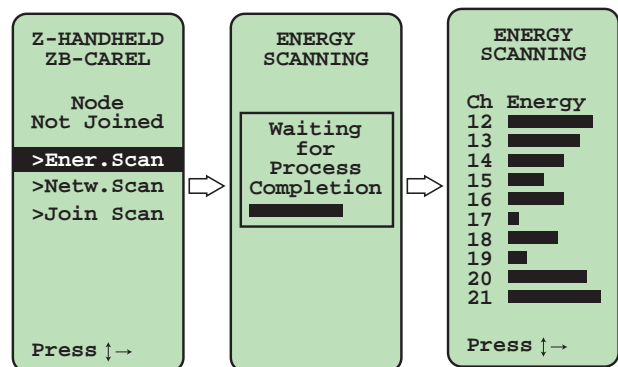 Z-HANDHELD
ZB-CAREL
Node
Not Joined
>Ener.Scan
>Netw.Scan
>Join Scan
Press ↕→
ENERGY
SCANNING
Waiting
for
Process
Completion
ENERGY
SCANNING
Ch Energy
12
13
14
15
16
17
18
19
20
21
Press ↕→